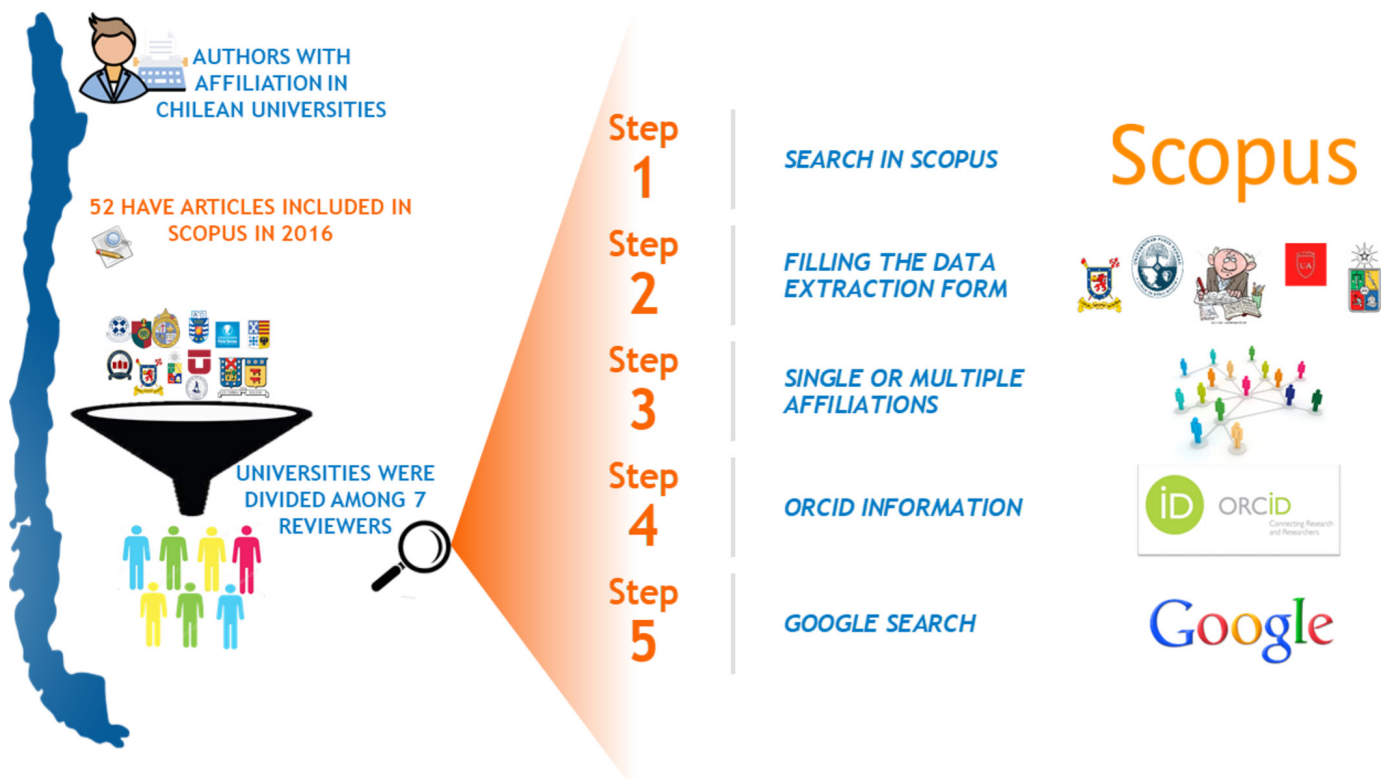 AUTHORS WITH
AFFILIATION IN
CHILEAN UNIVERSITIES
52 HAVE ARTICLES INCLUDED IN
SCOPUS IN 2016
UNIVERSITIES WERE
DIVIDED AMONG 7
REVIEWERS
Step
1
SEARCH IN SCOPUS
Scopus
Step
2
FILLING THE DATA
EXTRACTION FORM
Step
3
SINGLE OR MULTIPLE
AFFILIATIONS
Step
4
ORCID INFORMATION
iD
ORCiD
Connecting Research
and Researchers
Step
5
GOOGLE SEARCH
Google